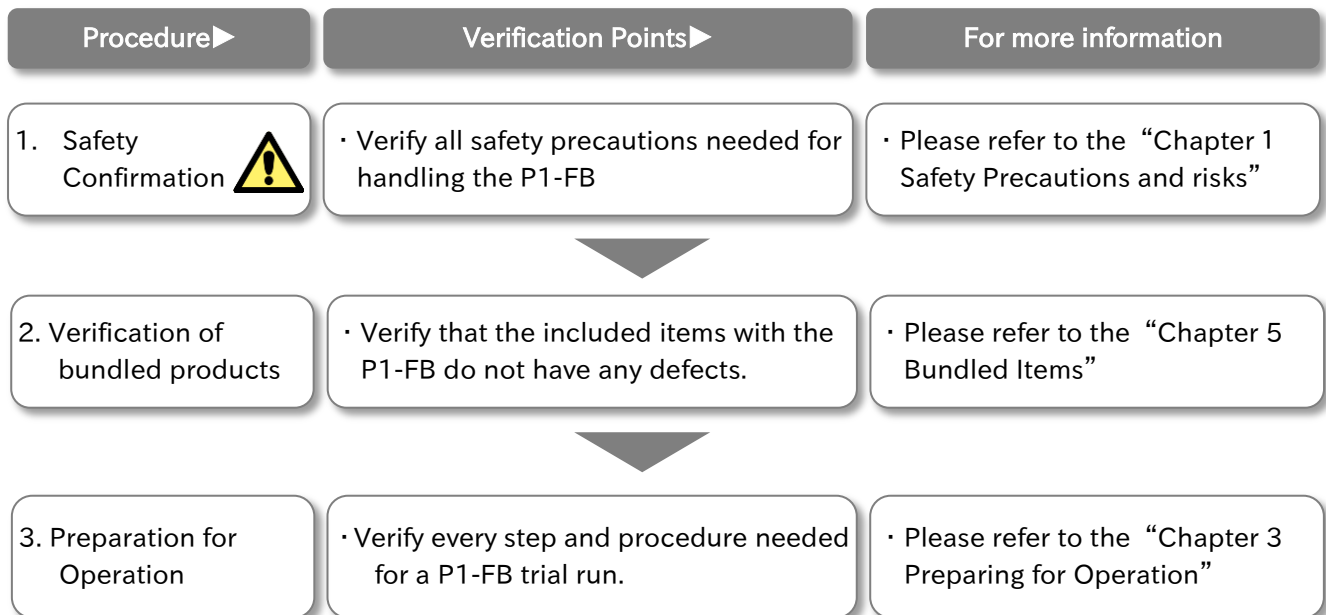 Procedure▶
Verification Points▶
For more information
1. Safety
Confirmation
・Verify all safety precautions needed for
handling the P1-FB
・Please refer to the “Chapter 1
Safety Precautions and risks”
2. Verification of
bundled products
・Verify that the included items with the
P1-FB do not have any defects.
・Please refer to the “Chapter 5
Bundled Items”
3. Preparation for
Operation
・Verify every step and procedure needed
for a P1-FB trial run.
・Please refer to the “Chapter 3
Preparing for Operation”